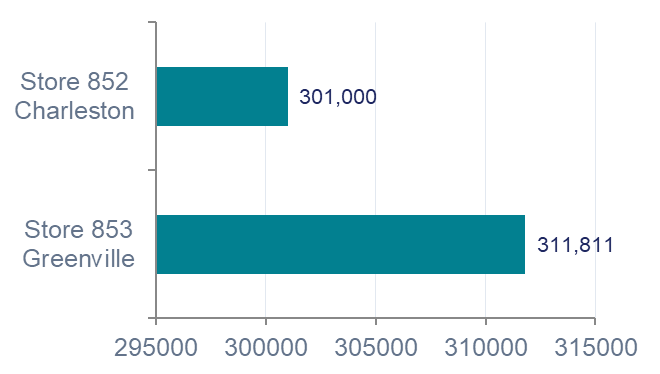 Store 852
Charleston
301,000
Store 853
Greenville
311,811
295000 300000 305000 310000 315000